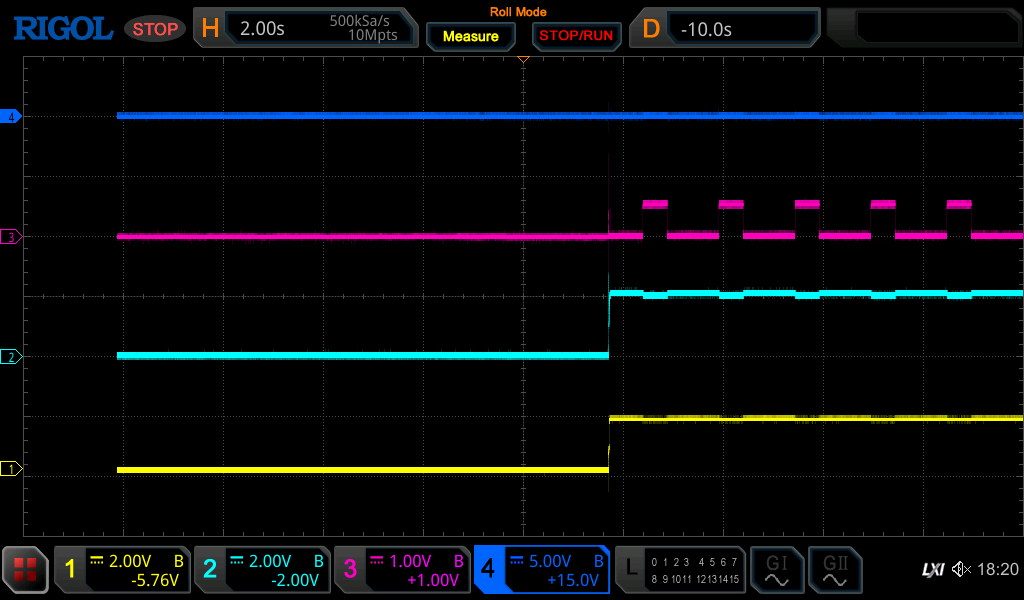 Roll Mode
RIGOL STOP H 2.00s 500kSa/s Measure STOP/RUN D -10.0s
10Mpts
4
3
2
1
1 2.00V B 2 2.00V B 3 1.00V B 4 5.00V L 0 1 2 3 4 5 6 7 GI GII LXI 18:20
-5.76V -2.00V +1.00V +15.0V 8 9 10 11 12 13 14 15